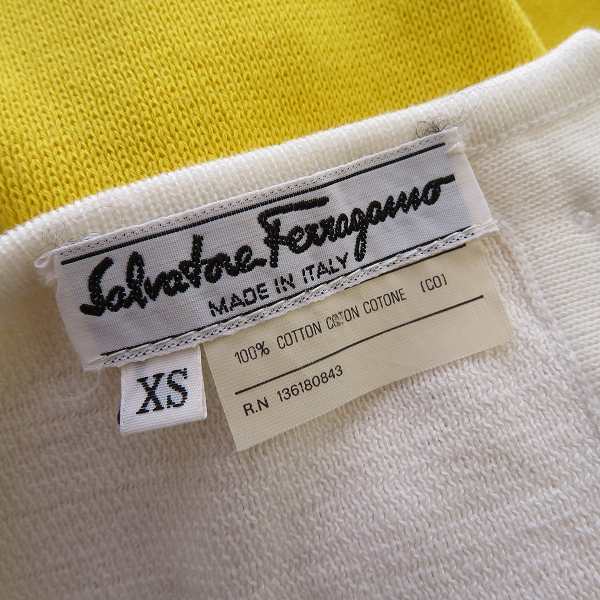 Salvatore Ferragamo
MADE IN ITALY
XS
100% COTTON COTON COTONE [CO]
R.N 136180843